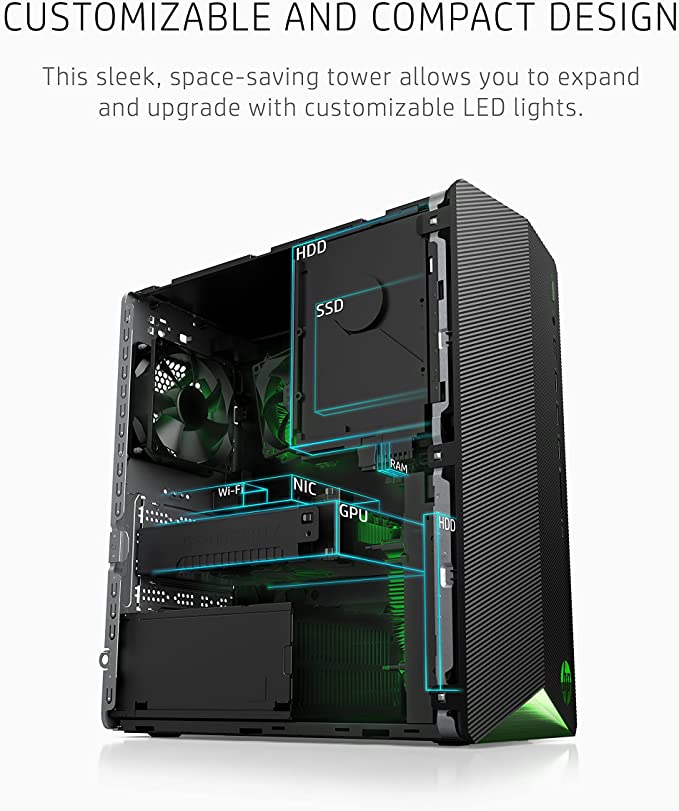 CUSTOMIZABLE AND COMPACT DESIGN
This sleek, space-saving tower allows you to expand
and upgrade with customizable LED lights.
HDD
SSD
RAM
Wi-Fi
NIC
GPU
HDD
hp